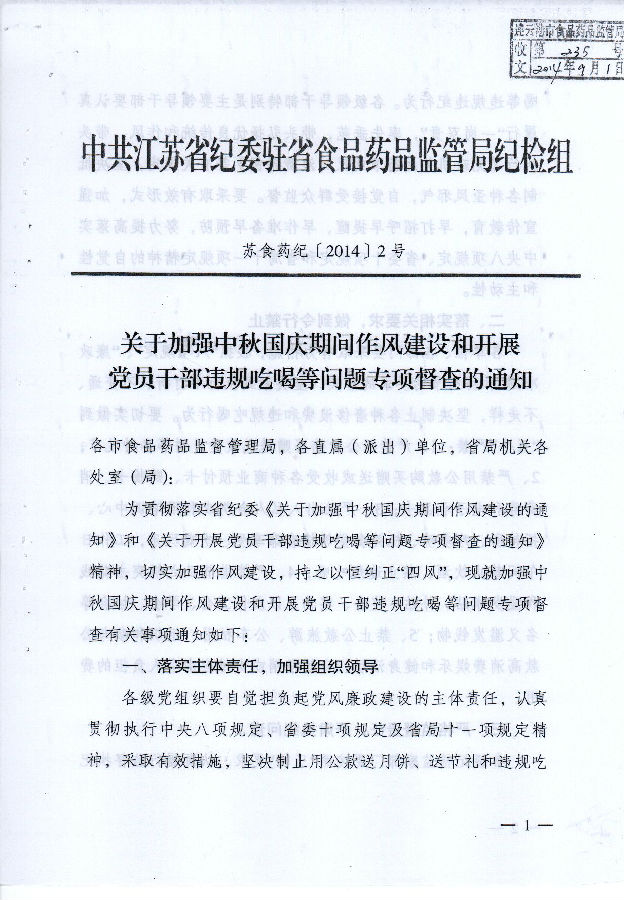 连云港市食品药品监管局
收 第 235 号
文 2014年9月1日
中共江苏省纪委驻省食品药品监管局纪检组
苏食药纪〔2014〕2号
关于加强中秋国庆期间作风建设和开展
党员干部违规吃喝等问题专项督查的通知
各市食品药品监督管理局，各直属（派出）单位，省局机关各
处室（局）：
为贯彻落实省纪委《关于加强中秋国庆期间作风建设的通
知》和《关于开展党员干部违规吃喝等问题专项督查的通知》
精神，切实加强作风建设，持之以恒纠正“四风”，现就加强中
秋国庆期间作风建设和开展党员干部违规吃喝等问题专项督
查有关事项通知如下：
一、落实主体责任，加强组织领导
各级党组织要自觉担负起党风廉政建设的主体责任，认真
贯彻执行中央八项规定、省委十项规定及省局十一项规定精
神，采取有效措施，坚决制止用公款送月饼、送节礼和违规吃
— 1 —